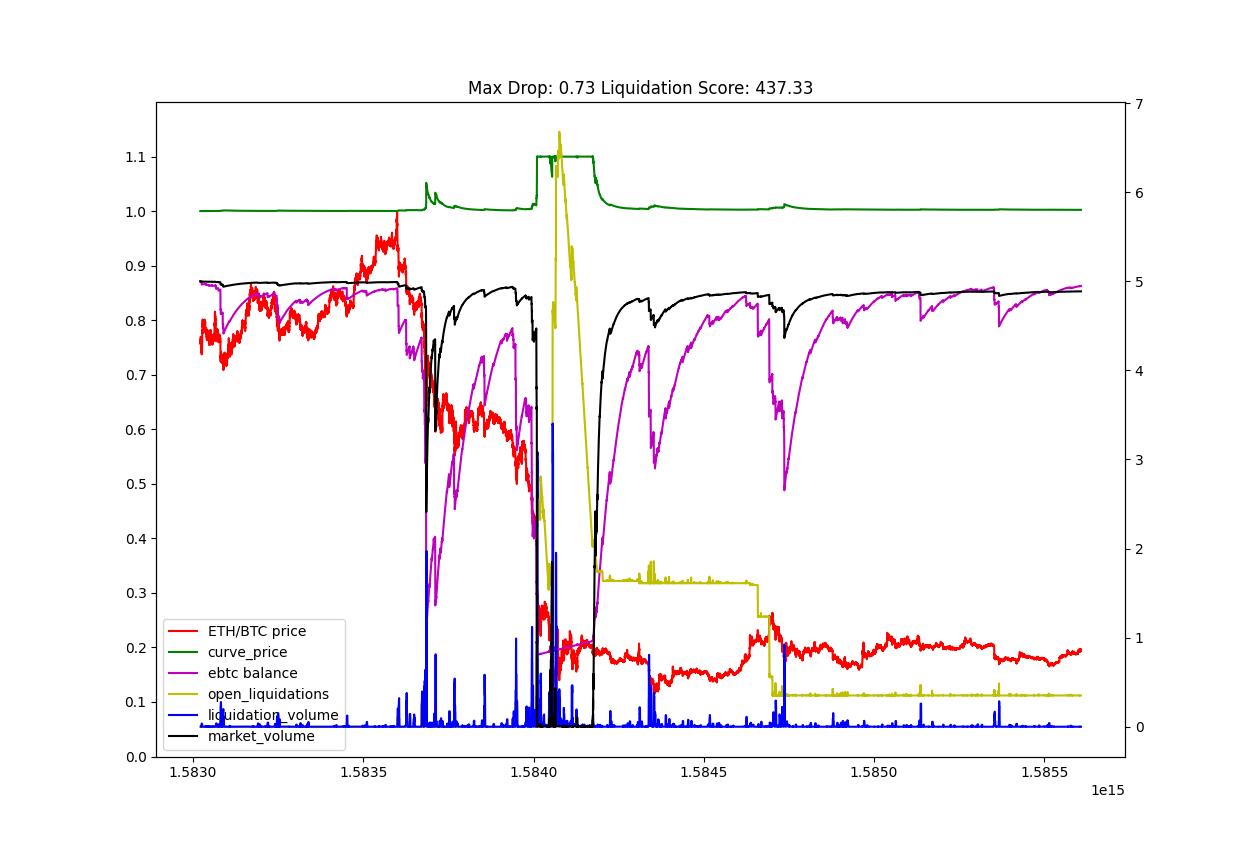 Max Drop: 0.73 Liquidation Score: 437.33
7
1.1
6
1.0
0.9
5
0.8
0.7
4
0.6
3
0.5
0.4
2
0.3
ETH/BTC price
1
curve_price
0.2
ebtc balance
open_liquidations
0.1
liquidation_volume
0
market_volume
0.0
1.5830 1.5835 1.5840 1.5845 1.5850 1.5855
1e15